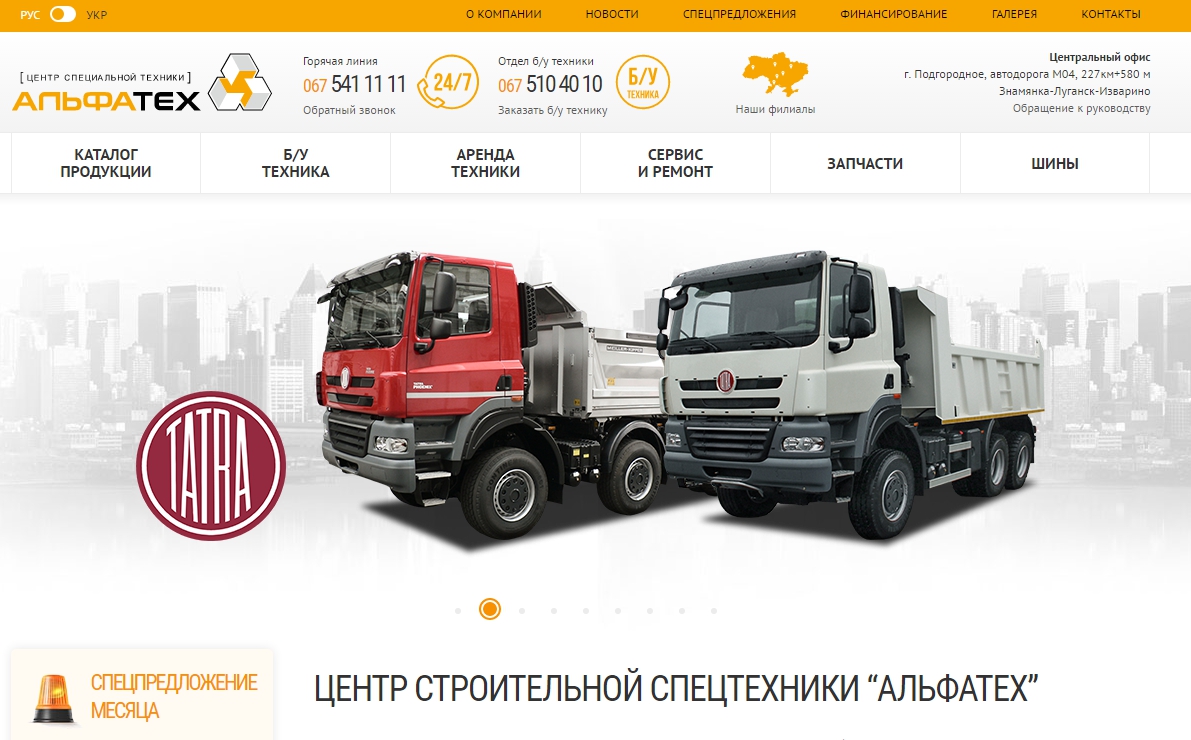 РУС УКР О КОМПАНИИ НОВОСТИ СПЕЦПРЕДЛОЖЕНИЯ ФИНАНСИРОВАНИЕ ГАЛЕРЕЯ КОНТАКТЫ
[ ЦЕНТР СПЕЦИАЛЬНОЙ ТЕХНИКИ ]
АЛЬФАТЕХ
Горячая линия
067 541 11 11
Обратный звонок
24/7
Отдел б/у техники
067 510 40 10
Заказать б/у технику
Б/У
ТЕХНИКА
Наши филиалы
Центральный офис
г. Подгородное, автодорога М04, 227км+580 м
Знамянка-Луганск-Изварино
Обращение к руководству
КАТАЛОГ
ПРОДУКЦИИ
Б/У
ТЕХНИКА
АРЕНДА
ТЕХНИКИ
СЕРВИС
И РЕМОНТ
ЗАПЧАСТИ
ШИНЫ
TATRA
TATRA
PHOENIX
СПЕЦПРЕДЛОЖЕНИЕ
МЕСЯЦА
ЦЕНТР СТРОИТЕЛЬНОЙ СПЕЦТЕХНИКИ “АЛЬФАТЕХ”